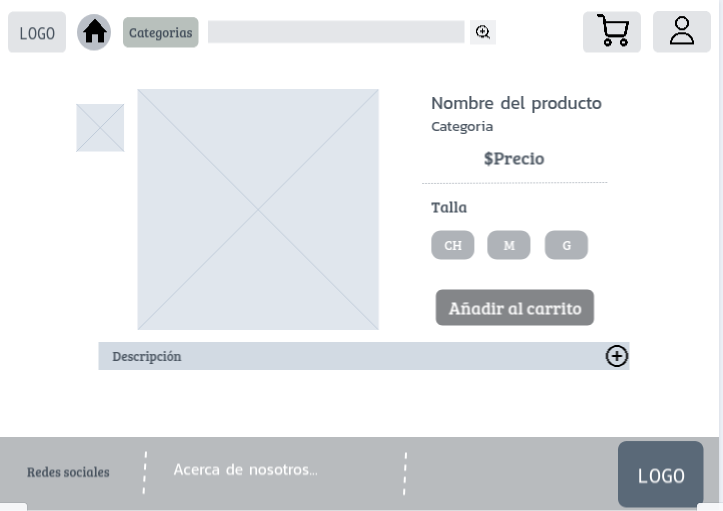 LOGO
Categorias
Nombre del producto
Categoria
$Precio
Talla
CH M G
Añadir al carrito
Descripción
Redes sociales
Acerca de nosotros...
LOGO